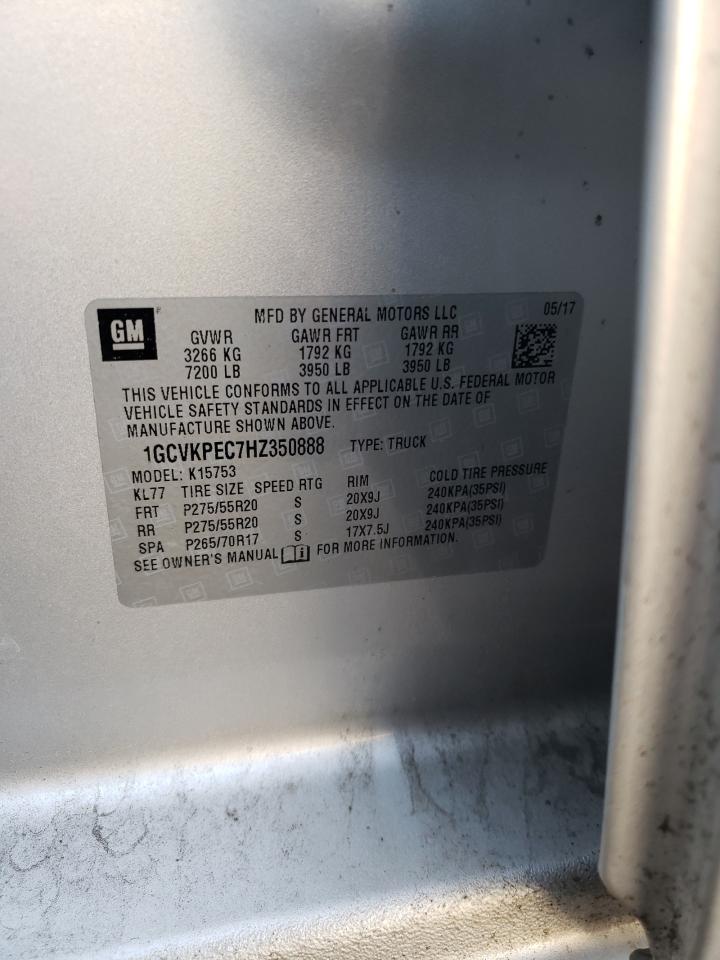 GM
MFD BY GENERAL MOTORS LLC 05/17
GVWR GAWR FRT GAWR RR
3266 KG 1792 KG 1792 KG
7200 LB 3950 LB 3950 LB
THIS VEHICLE CONFORMS TO ALL APPLICABLE U.S. FEDERAL MOTOR
VEHICLE SAFETY STANDARDS IN EFFECT ON THE DATE OF
MANUFACTURE SHOWN ABOVE.
1GCVKPEC7HZ350888 TYPE: TRUCK
MODEL: K15753
KL77 TIRE SIZE SPEED RTG RIM COLD TIRE PRESSURE
FRT P275/55R20 S 20X9J 240KPA(35PSI)
RR P275/55R20 S 20X9J 240KPA(35PSI)
SPA P265/70R17 S 17X7.5J 240KPA(35PSI)
SEE OWNER'S MANUAL i FOR MORE INFORMATION.